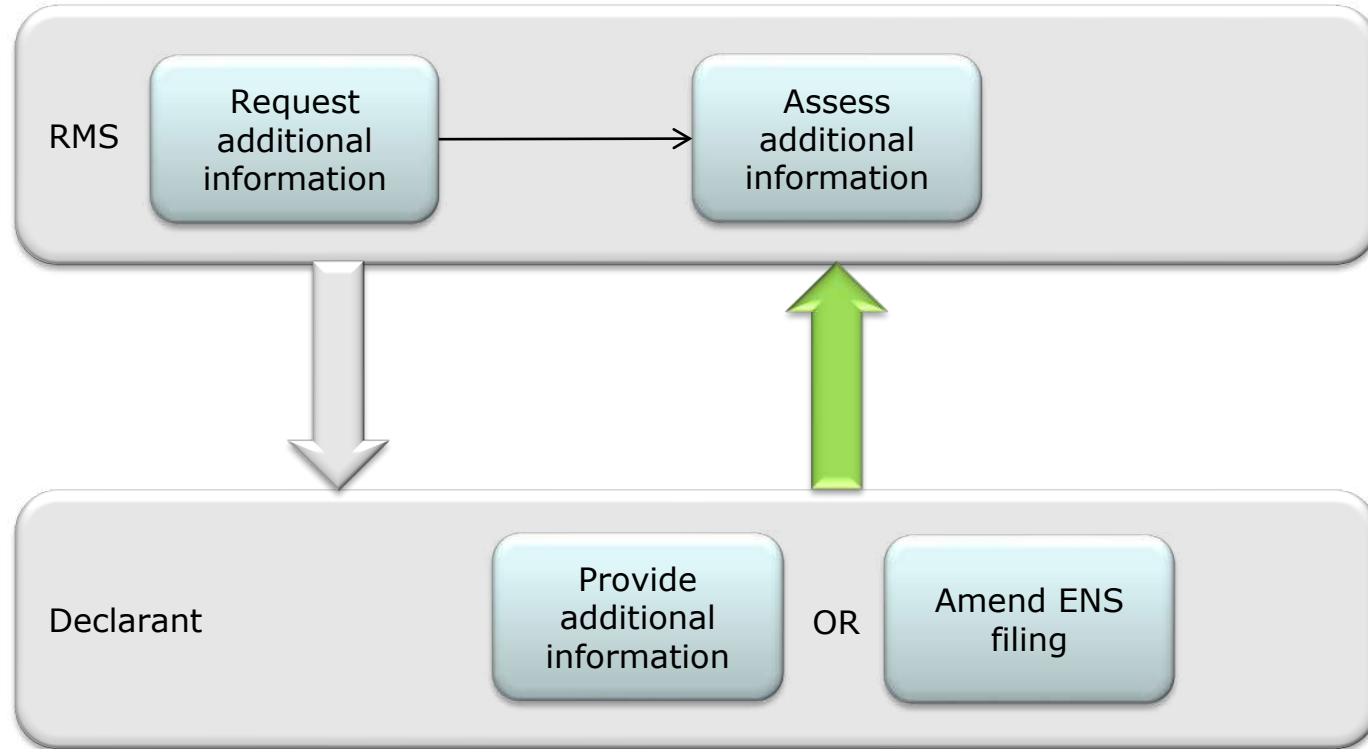 RMS
Request
additional
information
Assess
additional
information
Declarant
Provide
additional
information
OR
Amend ENS
filing